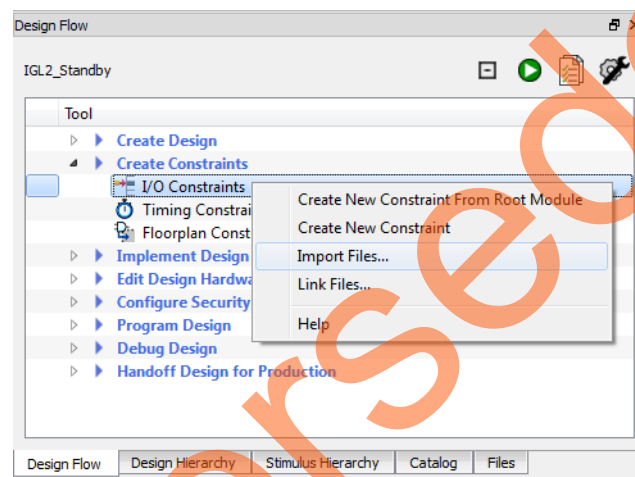 Design Flow
IGL2_Standby
Tool
Create Design
Create Constraints
I/O Constraints
Timing Constrai
Floorplan Const
Implement Design
Edit Design Hardwa
Configure Security
Program Design
Debug Design
Handoff Design for Production
Create New Constraint From Root Module
Create New Constraint
Import Files...
Link Files...
Help
Design Flow Design Hierarchy Stimulus Hierarchy Catalog Files